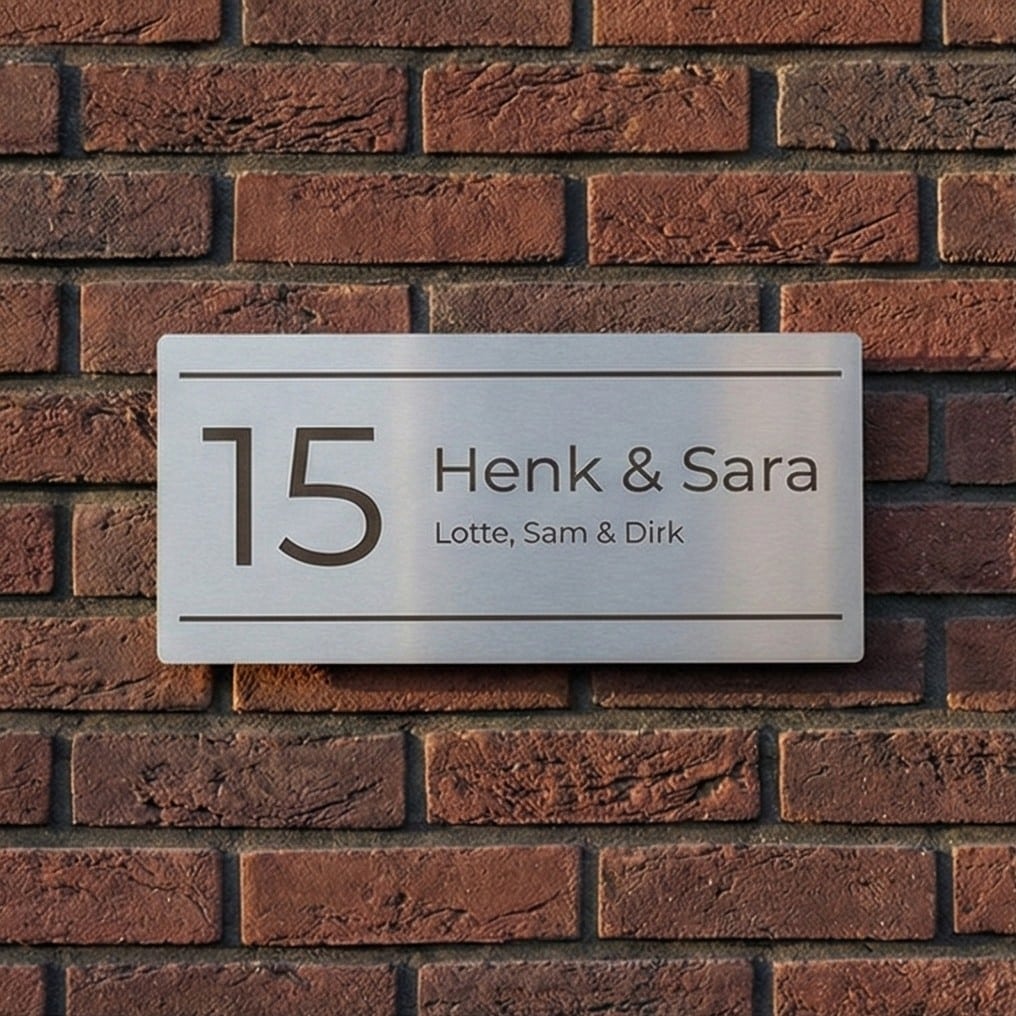 15
Henk & Sara
Lotte, Sam & Dirk